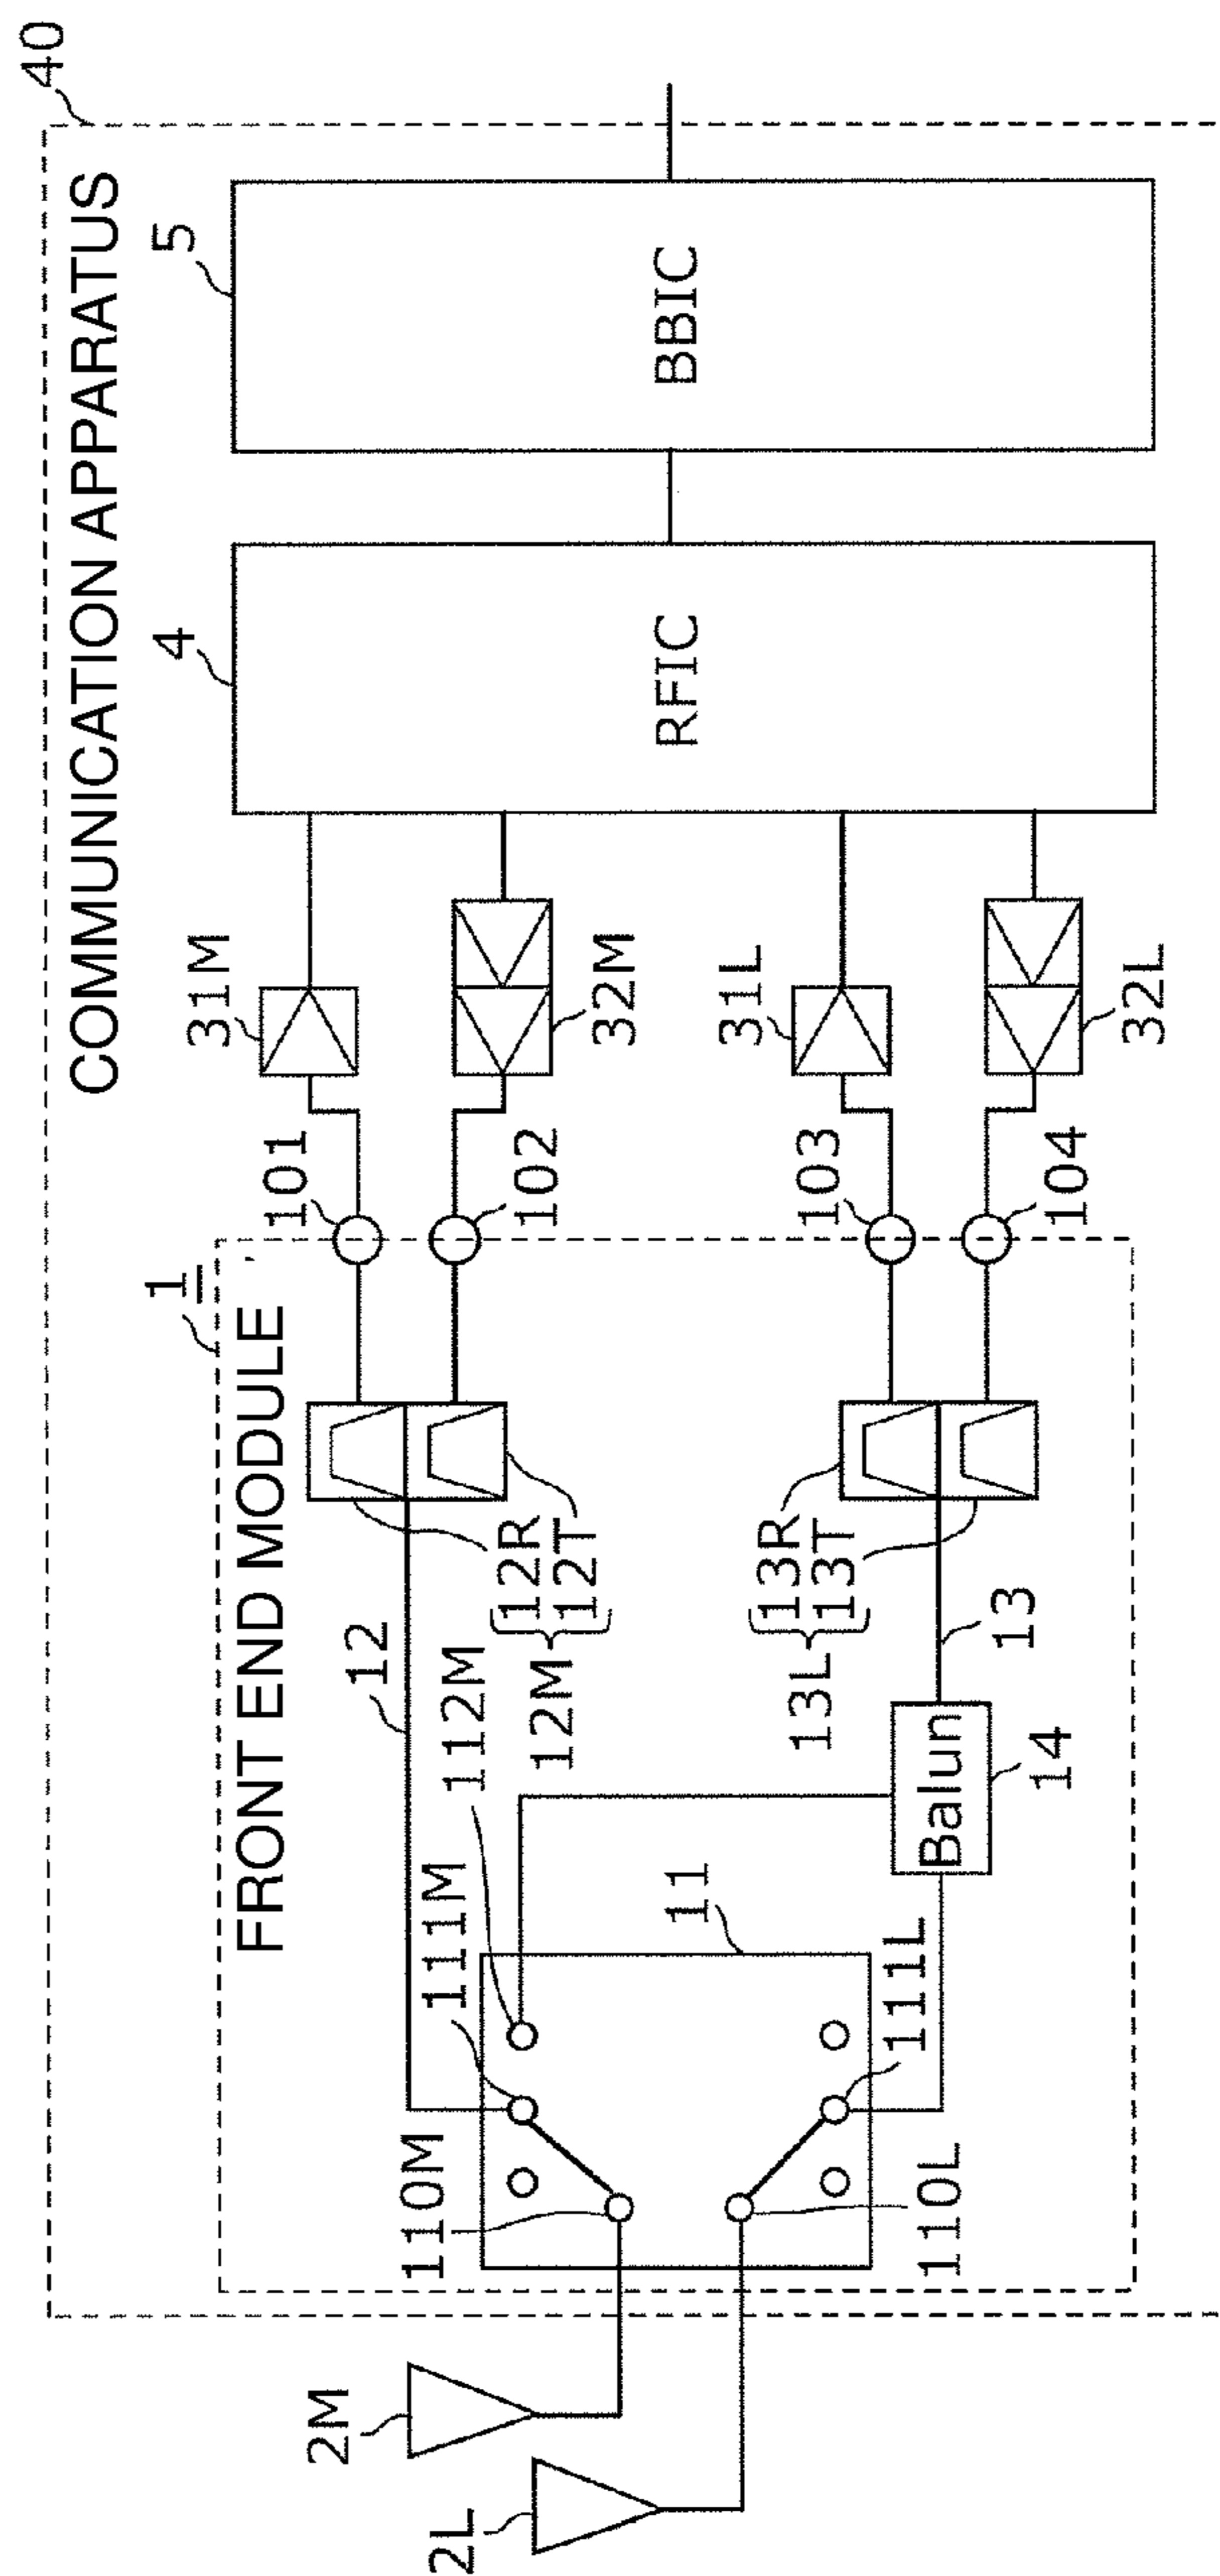 40
COMMUNICATION APPARATUS
1
FRONT END MODULE
2M
2L
110M
111M
112M
12
12M
12R
12T
101
102
31M
32M
4
RFIC
5
BBIC
11
110L
111L
Balun
14
13
13L
13R
13T
103
104
31L
32L